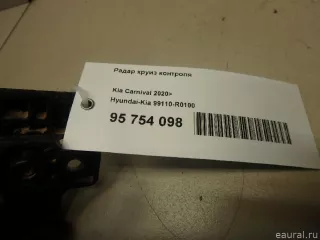 Радар круиз контроля
Kia Carnival 2020>
Hyundai-Kia 99110-R0100
95 754 098
eaural.ru